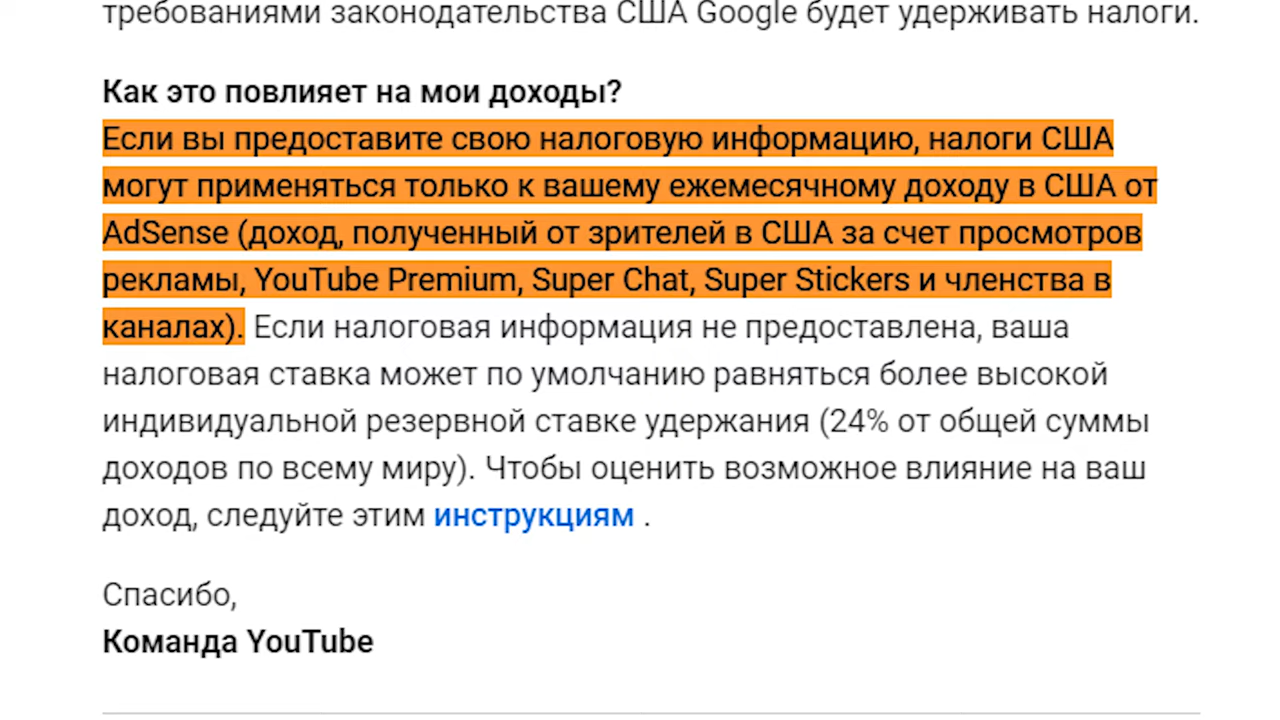 требованиями законодательства США Google будет удерживать налоги.
Как это повлияет на мои доходы?
Если вы предоставите свою налоговую информацию, налоги США
могут применяться только к вашему ежемесячному доходу в США от
AdSense (доход, полученный от зрителей в США за счет просмотров
рекламы, YouTube Premium, Super Chat, Super Stickers и членства в
каналах). Если налоговая информация не предоставлена, ваша
налоговая ставка может по умолчанию равняться более высокой
индивидуальной резервной ставке удержания (24% от общей суммы
доходов по всему миру). Чтобы оценить возможное влияние на ваш
доход, следуйте этим инструкциям .
Спасибо,
Команда YouTube